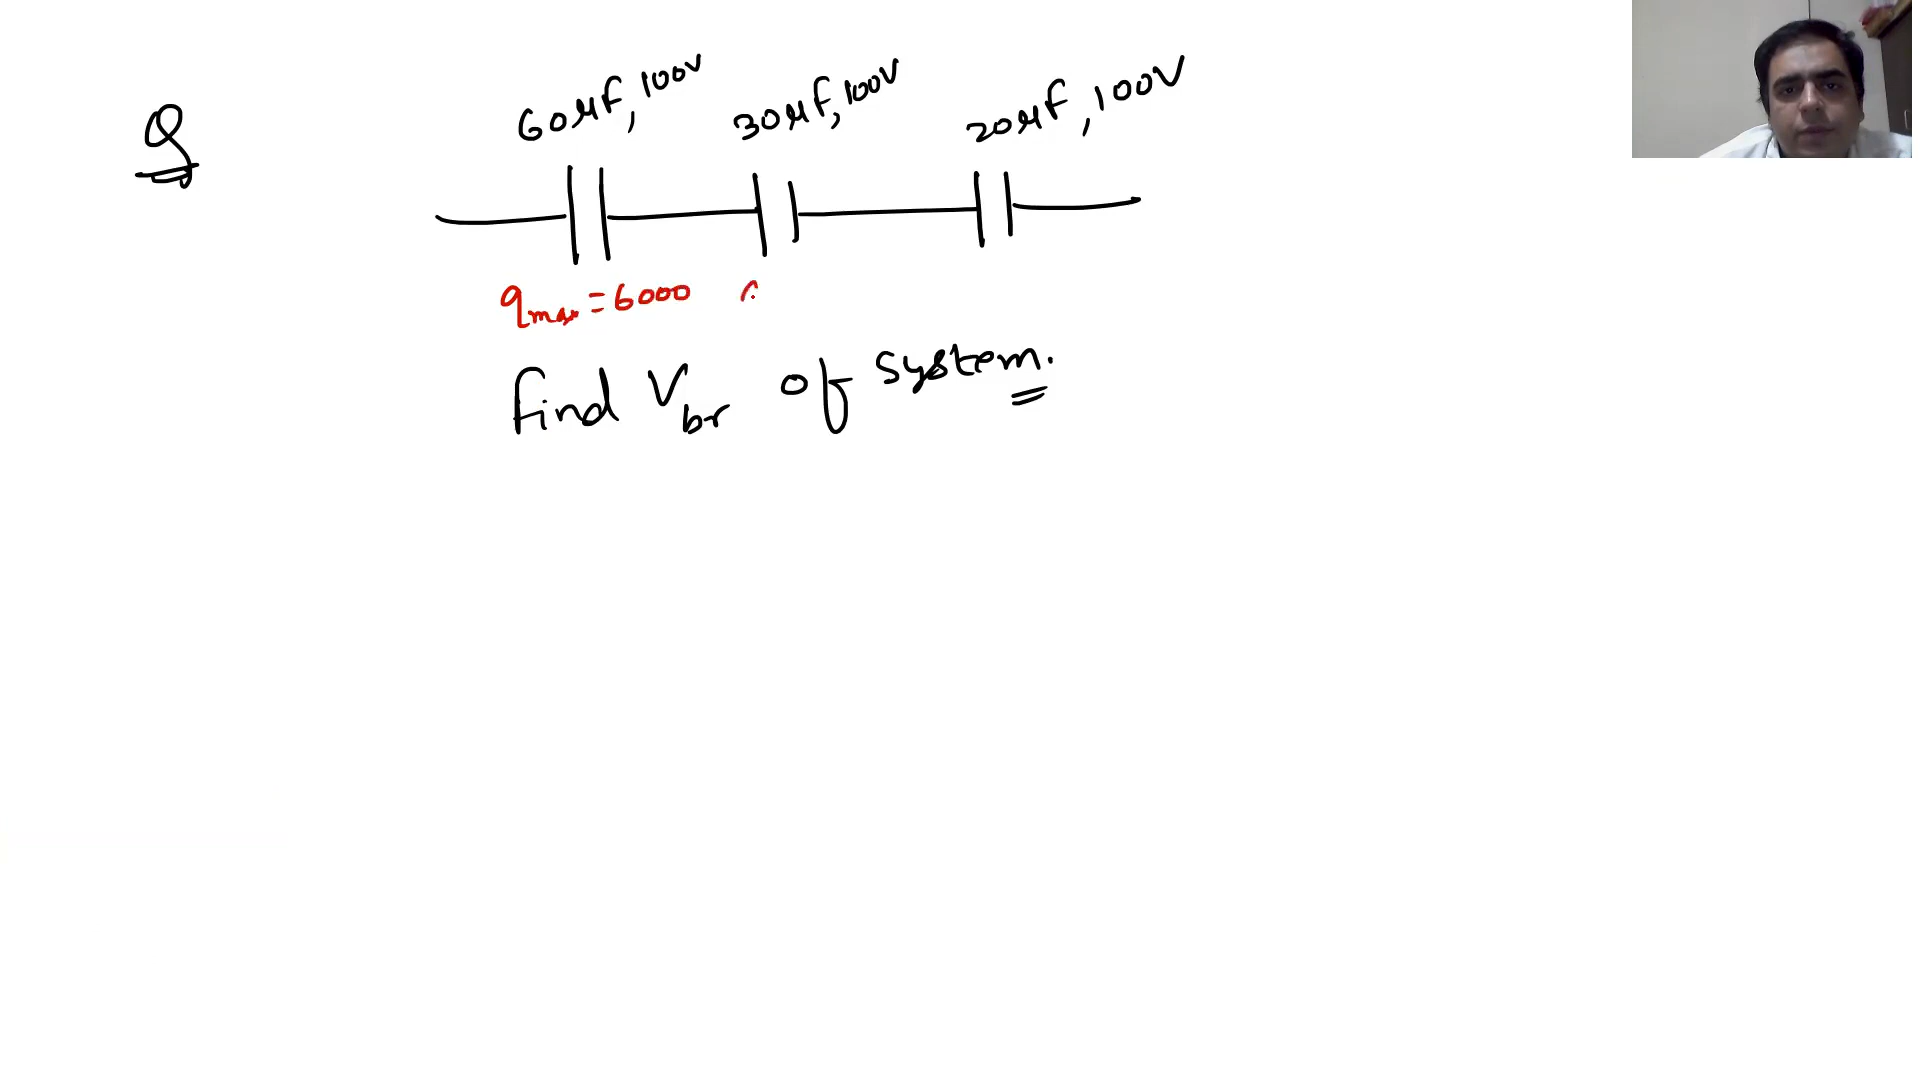 Q
60μF, 100V 30μF, 100V 20μF, 100V
qmax = 6000
find Vbr of system.